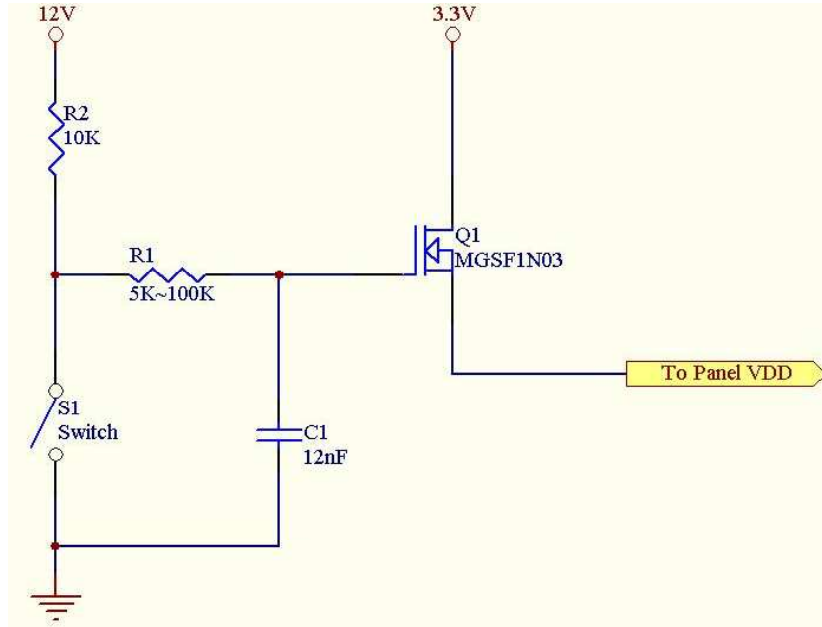 12V
3.3V
R2
10K
R1
5K~100K
Q1
MGSF1N03
To Panel VDD
S1
Switch
C1
12nF